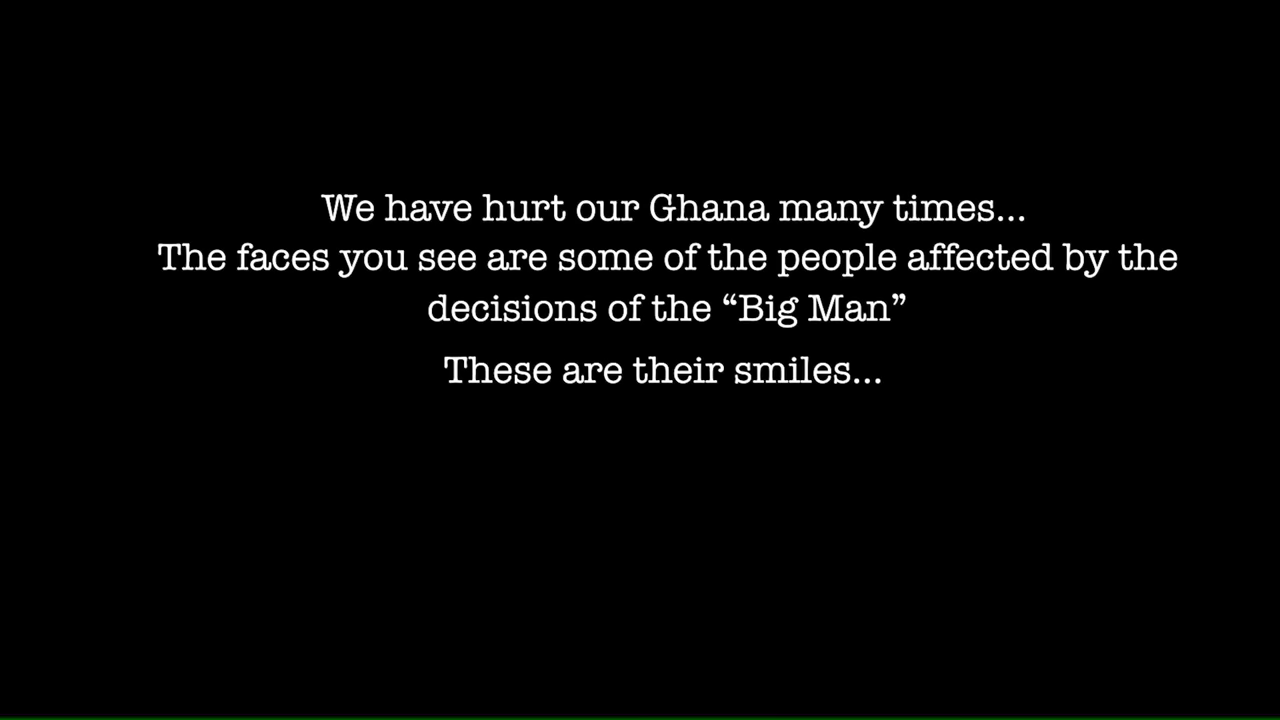 We have hurt our Ghana many times...
The faces you see are some of the people affected by the
decisions of the “Big Man”
These are their smiles...